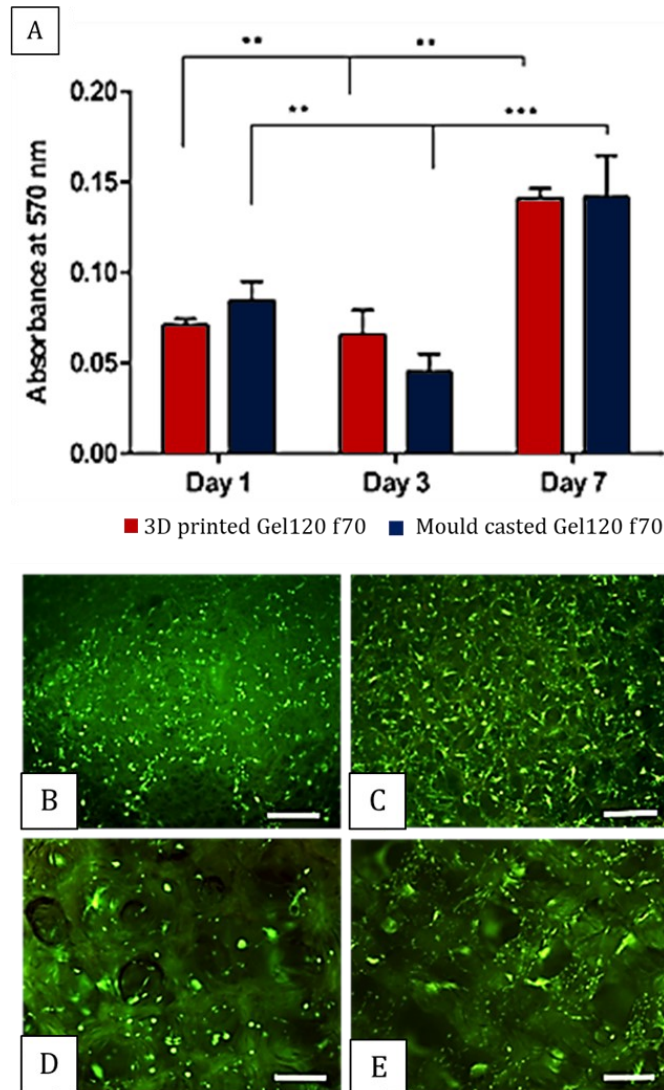 A
** **
** ***
Absorbance at 570 nm
0.20
0.15
0.10
0.05
0.00
Day 1 Day 3 Day 7
3D printed Gel120 f70 Mould casted Gel120 f70
B C
D E